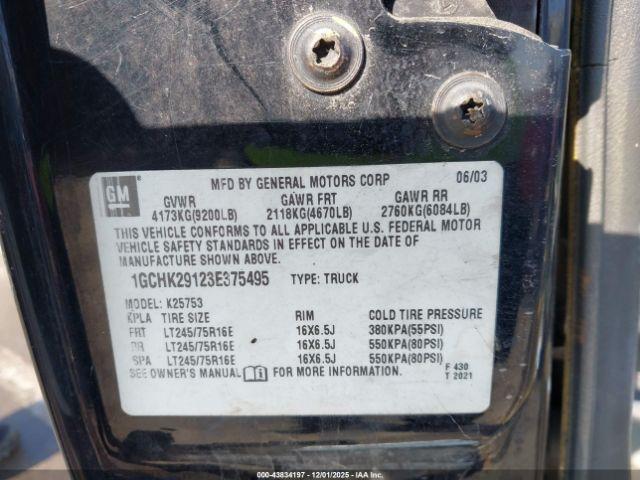 GM
MFD BY GENERAL MOTORS CORP 06/03
GVWR GAWR FRT GAWR RR
4173KG(9200LB) 2118KG(4670LB) 2760KG(6084LB)
THIS VEHICLE CONFORMS TO ALL APPLICABLE U.S. FEDERAL MOTOR
VEHICLE SAFETY STANDARDS IN EFFECT ON THE DATE OF
MANUFACTURE SHOWN ABOVE.
1GCHK29123E375495 TYPE: TRUCK
MODEL: K25753
KPLA TIRE SIZE RIM COLD TIRE PRESSURE
FRT LT245/75R16E 16X6.5J 380KPA(55PSI)
RR LT245/75R16E 16X6.5J 550KPA(80PSI)
SPA LT245/75R16E 16X6.5J 550KPA(80PSI)
SEE OWNER'S MANUAL FOR MORE INFORMATION.
F 430
T 2021
000-43834197 - 12/01/2025 - IAAI.COM